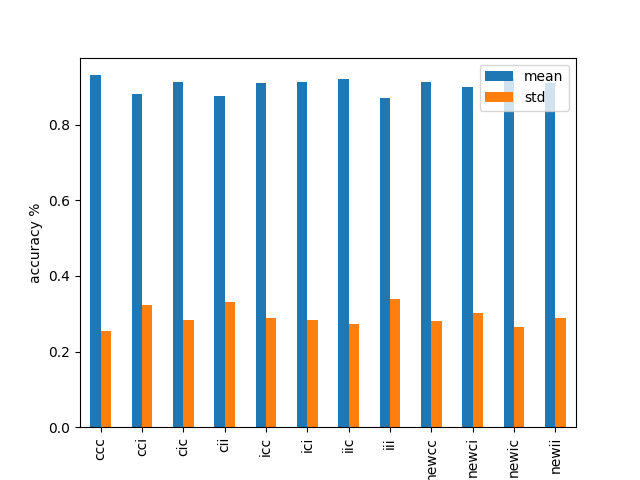 mean
std
accuracy %
0.8
0.6
0.4
0.2
0.0
ccc
cci
cic
cii
icc
ici
iic
iii
newcc
newci
newic
newii